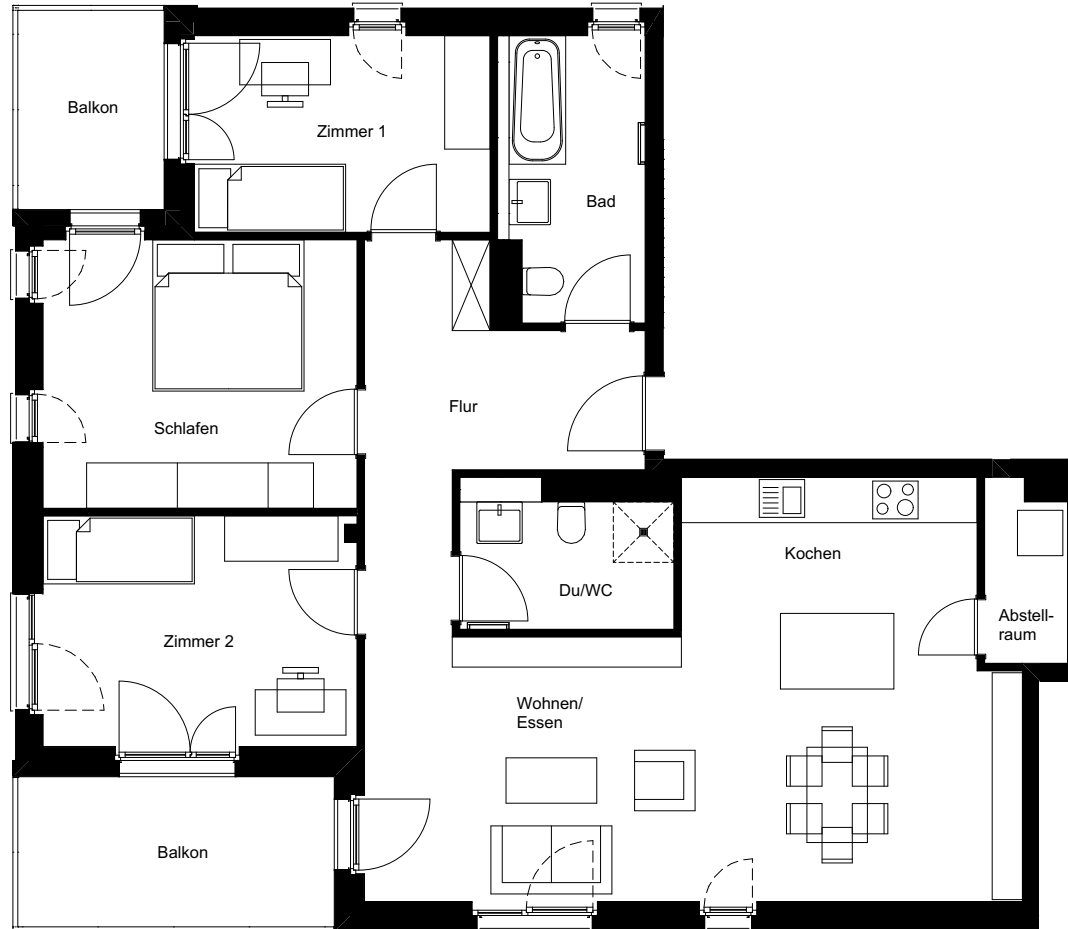 Balkon
Zimmer 1
Bad
Flur
Schlafen
Kochen
Du/WC
Abstell-
raum
Zimmer 2
Wohnen/
Essen
Balkon